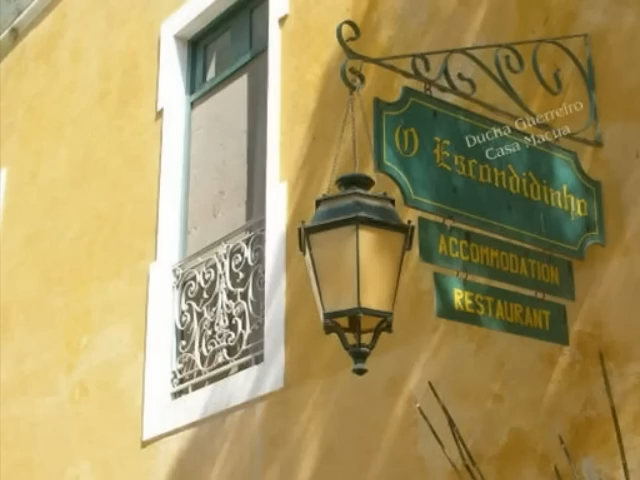 Ducha Guerreiro
Casa Macua
O Escondidinho
ACCOMMODATION
RESTAURANT